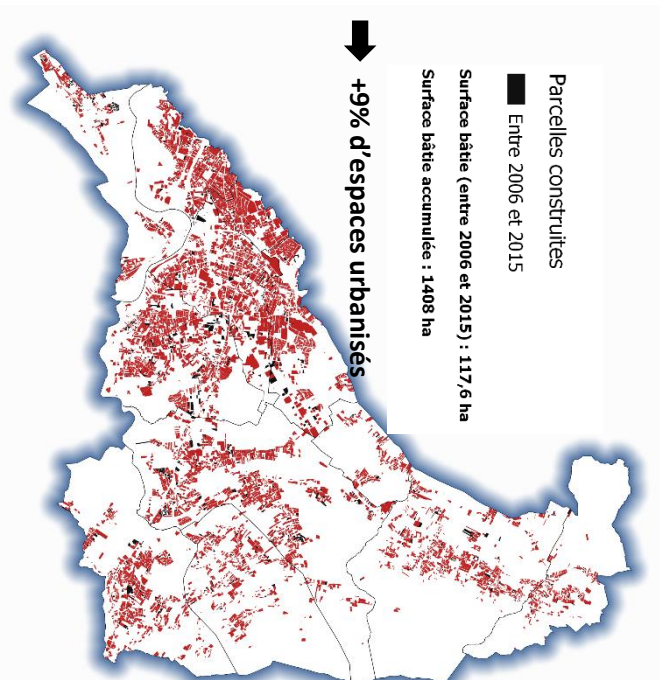 Parcelles construites
Entre 2006 et 2015
Surface bâtie (entre 2006 et 2015) : 117,6 ha
Surface bâtie accumulée : 1408 ha
+9% d'espaces urbanisés